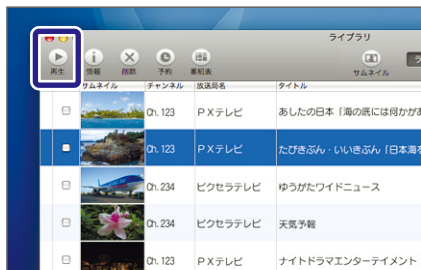 ライブラリ
再生 情報 削除 予約 番組表 サムネイル ラ
サムネイル チャンネル 放送局名 タイトル
Ch. 123 PXテレビ あしたの日本「海の底には何かが
Ch. 123 PXテレビ たびきぶん・いいきぶん「日本海を
Ch. 234 ピクセラテレビ ゆうがたワイドニュース
Ch. 234 ピクセラテレビ 天気予報
Ch. 123 PXテレビ ナイトドラマエンターテイメント